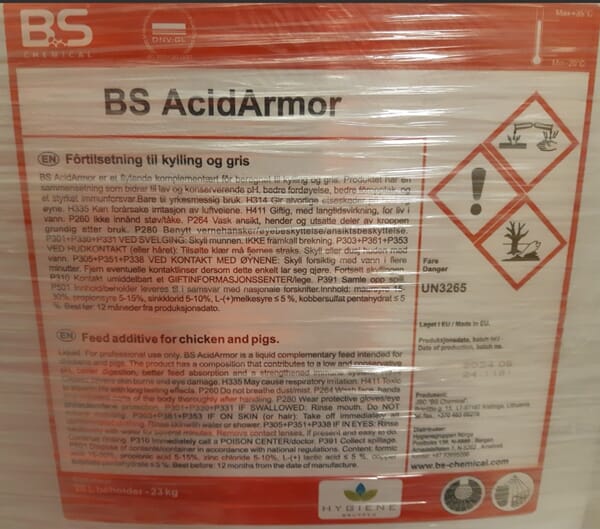 BS
CHEMICAL
DNV·GL
Max +35°C
Min -20°C
BS AcidArmor
EN Fôrtilsetning til kylling og gris
BS AcidArmor er et flytende komplementært fôr beregnet til kylling og gris. Produktet har en
sammensetning som bidrar til lav og konserverende pH, bedre fordøyelse, bedre fôropptak og
et styrket immunforsvar. Bare til yrkesmessig bruk. H314 Gir alvorlige etseskader på hud og
øyne. H335 Kan forårsake irritasjon av luftveiene. H411 Giftig, med langtidsvirkning, for liv i
vann. P260 Ikke innånd støv/tåke. P264 Vask ansikt, hender og utsatte deler av kroppen
grundig etter bruk. P280 Benytt vernehansker/øyebeskyttelse/ansiktsbeskyttelse.
P301+P330+P331 VED SVELGING: Skyll munnen. IKKE framkall brekning. P303+P361+P353
VED HUDKONTAKT (eller håret): Tilsølte klær må fjernes straks. Skyll eller dusj huden med
vann. P305+P351+P338 VED KONTAKT MED ØYNENE: Skyll forsiktig med vann i flere
minutter. Fjern eventuelle kontaktlinser dersom dette enkelt lar seg gjøre. Fortsett skyllingen.
P310 Kontakt umiddelbart et GIFTINFORMASJONSSENTER/lege. P391 Samle opp spill.
P501 Innhold/beholder leveres til i samsvar med nasjonale forskrifter. Innhold: maursyre 15-
30%, propionsyre 5-15%, sinkklorid 5-10%, L-(+)melkesyre ≤ 5 %, kobbersulfat pentahydrat ≤ 5
%. Best før: 12 måneder fra produksjonsdato.
EN Feed additive for chicken and pigs.
Liquid. For professional use only. BS AcidArmor is a liquid complementary feed intended for
chickens and pigs. The product has a composition that contributes to a low and conservative
pH, better digestion, better feed absorption and a strengthened immune system.
severe skin burns and eye damage. H335 May cause respiratory irritation. H411 Toxic
to aquatic life with long lasting effects. P260 Do not breathe dust/mist. P264 Wash face, hands
and exposed parts of the body thoroughly after handling. P280 Wear protective gloves/eye
protection. P301+P330+P331 IF SWALLOWED: Rinse mouth. Do NOT
P303+P361+P353 IF ON SKIN (or hair): Take off immediately all
Rinse skin with water or shower. P305+P351+P338 IF IN EYES: Rinse
water for several minutes. Remove contact lenses, if present and easy to do.
Continue rinsing. P310 Immediately call a POISON CENTER/doctor. P391 Collect spillage.
P501 Dispose of contents/container in accordance with national regulations. Content: formic
acid 15-30%, propionic acid 5-15%, zinc chloride 5-10%, L-(+) lactic acid ≤ 5 %, copper
pentahydrate ≤ 5 %. Best before: 12 months from the date of manufacture.
beholder - 23 kg
Fare
Danger
UN3265
Laget i EU / Made in EU.
Produksjonsdato, batch nr/
Date of production, batch no.
Produsent:
"BS Chemical"
Distributør:
Hygienegruppen Norge
www.bs-chemical.com
HYGIENE
GRUPPEN